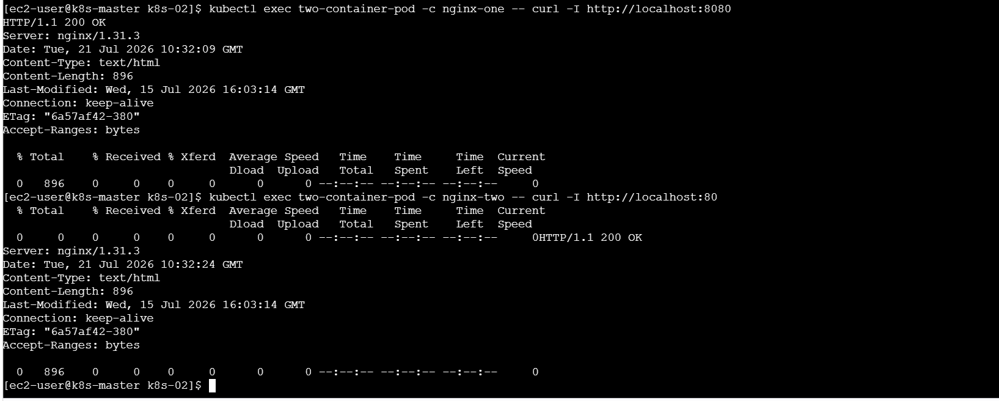 [ec2-user@k8s-master k8s-02]$ kubectl exec two-container-pod -c nginx-one -- curl -I http://localhost:8080
HTTP/1.1 200 OK
Server: nginx/1.31.3
Date: Tue, 21 Jul 2026 10:32:09 GMT
Content-Type: text/html
Content-Length: 896
Last-Modified: Wed, 15 Jul 2026 16:03:14 GMT
Connection: keep-alive
ETag: "6a57af42-380"
Accept-Ranges: bytes

  % Total    % Received % Xferd  Average Speed   Time    Time     Time  Current
                                 Dload  Upload   Total   Spent    Left  Speed
  0   896    0     0    0     0      0      0 --:--:-- --:--:-- --:--:--     0
[ec2-user@k8s-master k8s-02]$ kubectl exec two-container-pod -c nginx-two -- curl -I http://localhost:80
  % Total    % Received % Xferd  Average Speed   Time    Time     Time  Current
                                 Dload  Upload   Total   Spent    Left  Speed
  0     0    0     0    0     0      0      0 --:--:-- --:--:-- --:--:--     0HTTP/1.1 200 OK
Server: nginx/1.31.3
Date: Tue, 21 Jul 2026 10:32:24 GMT
Content-Type: text/html
Content-Length: 896
Last-Modified: Wed, 15 Jul 2026 16:03:14 GMT
Connection: keep-alive
ETag: "6a57af42-380"
Accept-Ranges: bytes

  0   896    0     0    0     0      0      0 --:--:-- --:--:-- --:--:--     0
[ec2-user@k8s-master k8s-02]$